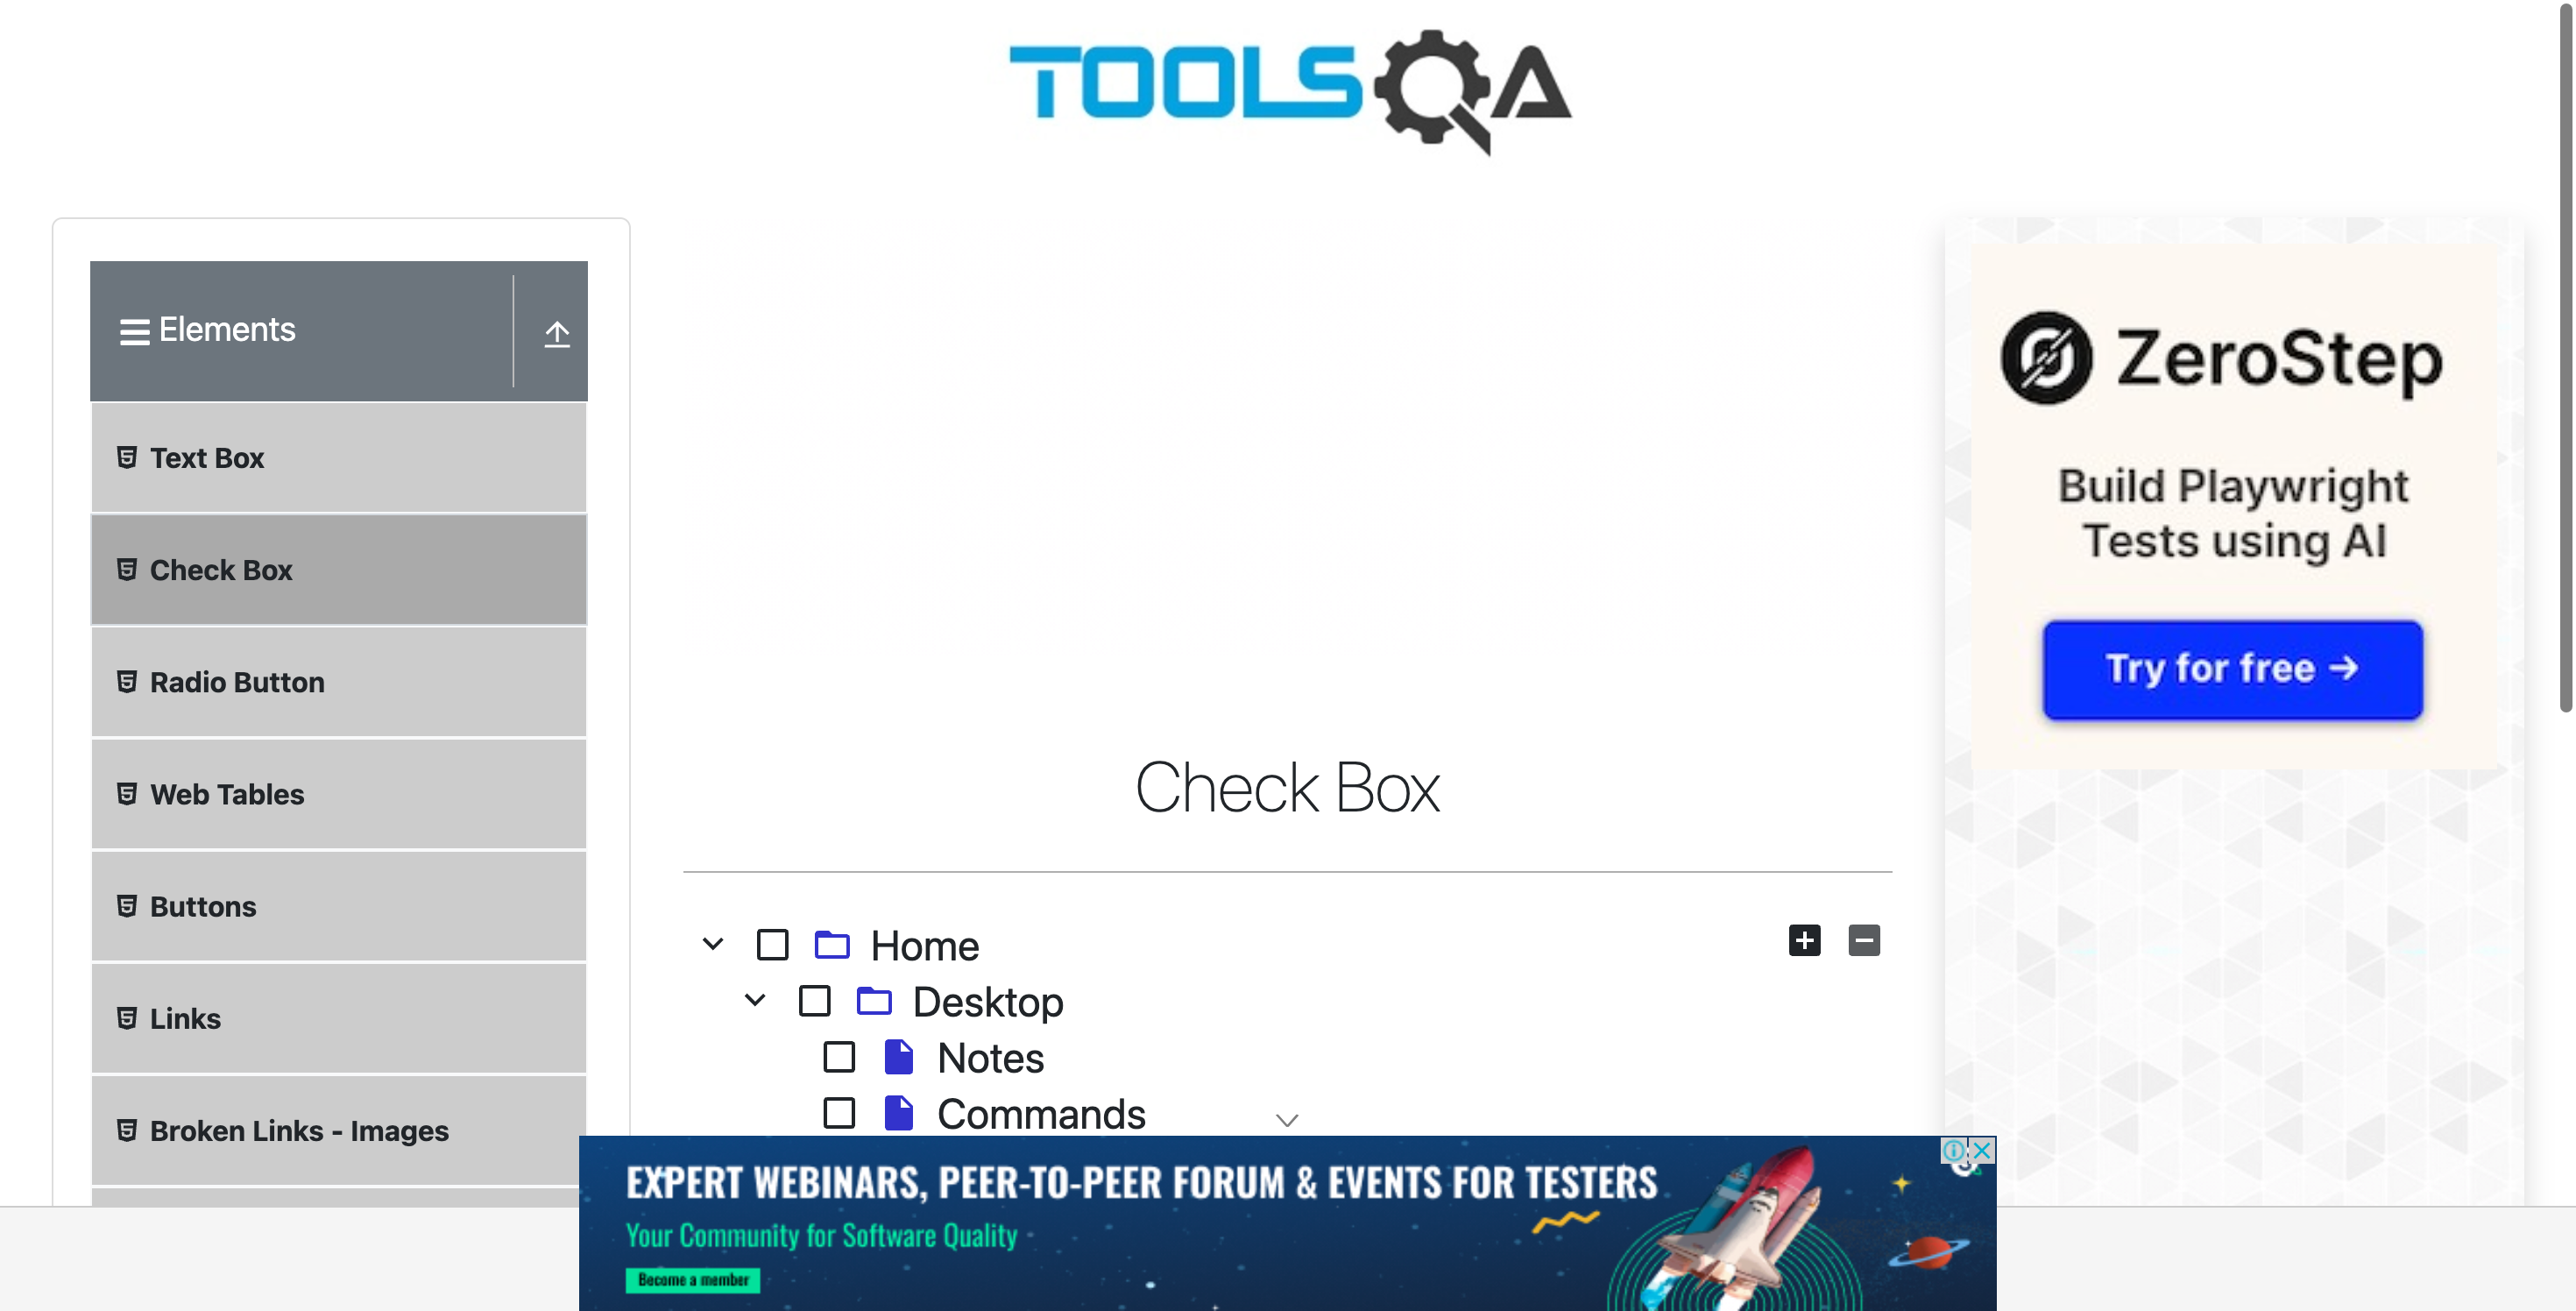 TOOLSQA
Elements
Text Box
Check Box
Radio Button
Web Tables
Buttons
Links
Broken Links - Images
Check Box
Home
Desktop
Notes
Commands
ZeroStep
Build Playwright
Tests using AI
Try for free →
EXPERT WEBINARS, PEER-TO-PEER FORUM & EVENTS FOR TESTERS
Your Community for Software Quality
Become a member